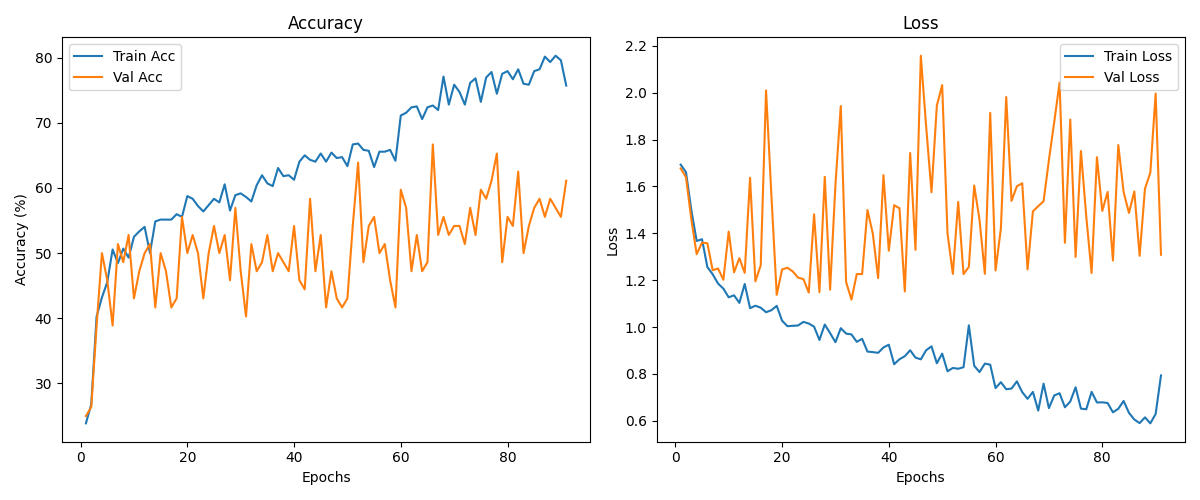 Accuracy
Train Acc
Val Acc
Accuracy (%)
80
70
60
50
40
30
0 20 40 60 80
Epochs
Loss
Train Loss
Val Loss
Loss
2.2
2.0
1.8
1.6
1.4
1.2
1.0
0.8
0.6
0 20 40 60 80
Epochs